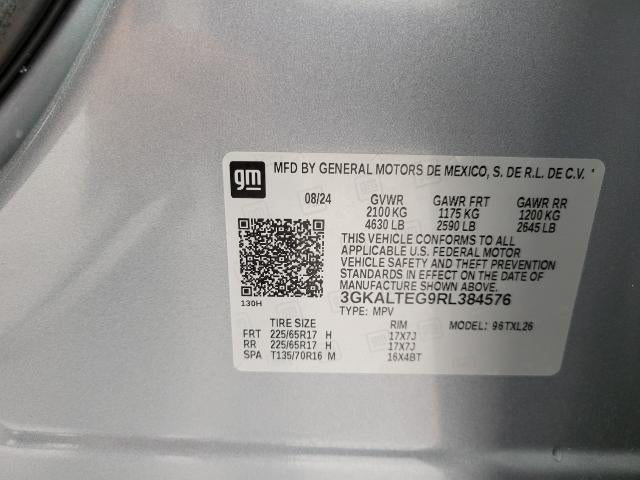 gm
MFD BY GENERAL MOTORS DE MEXICO, S. DE R.L. DE C.V. *
08/24 GVWR GAWR FRT GAWR RR
2100 KG 1175 KG 1200 KG
4630 LB 2590 LB 2645 LB
THIS VEHICLE CONFORMS TO ALL
APPLICABLE U.S. FEDERAL MOTOR
VEHICLE SAFETY AND THEFT PREVENTION
STANDARDS IN EFFECT ON THE DATE OF
MANUFACTURE SHOWN ABOVE.
130H
3GKALTEG9RL384576
TYPE: MPV
TIRE SIZE RIM MODEL: 96TXL26
FRT 225/65R17 H 17X7J
RR 225/65R17 H 17X7J
SPA T135/70R16 M 16X4BT